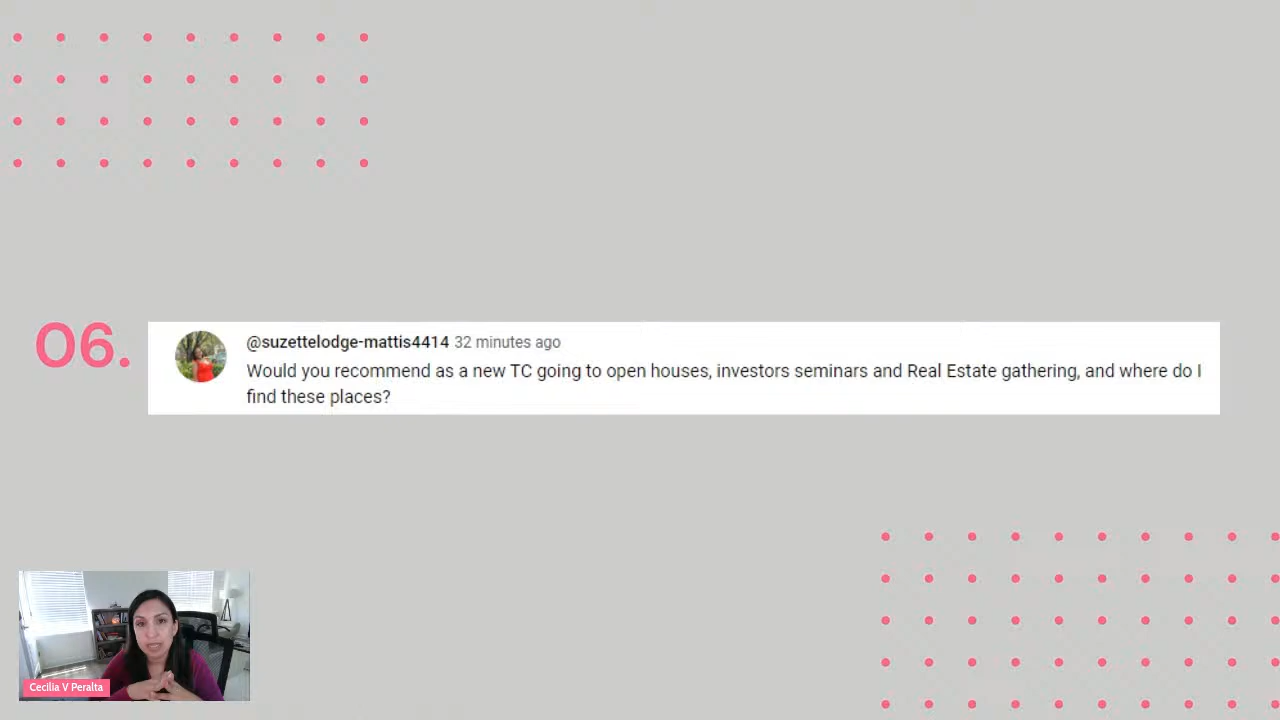 06.
@suzettelodge-mattis4414 32 minutes ago
Would you recommend as a new TC going to open houses, investors seminars and Real Estate gathering, and where do I
find these places?
Cecilia V Peralta